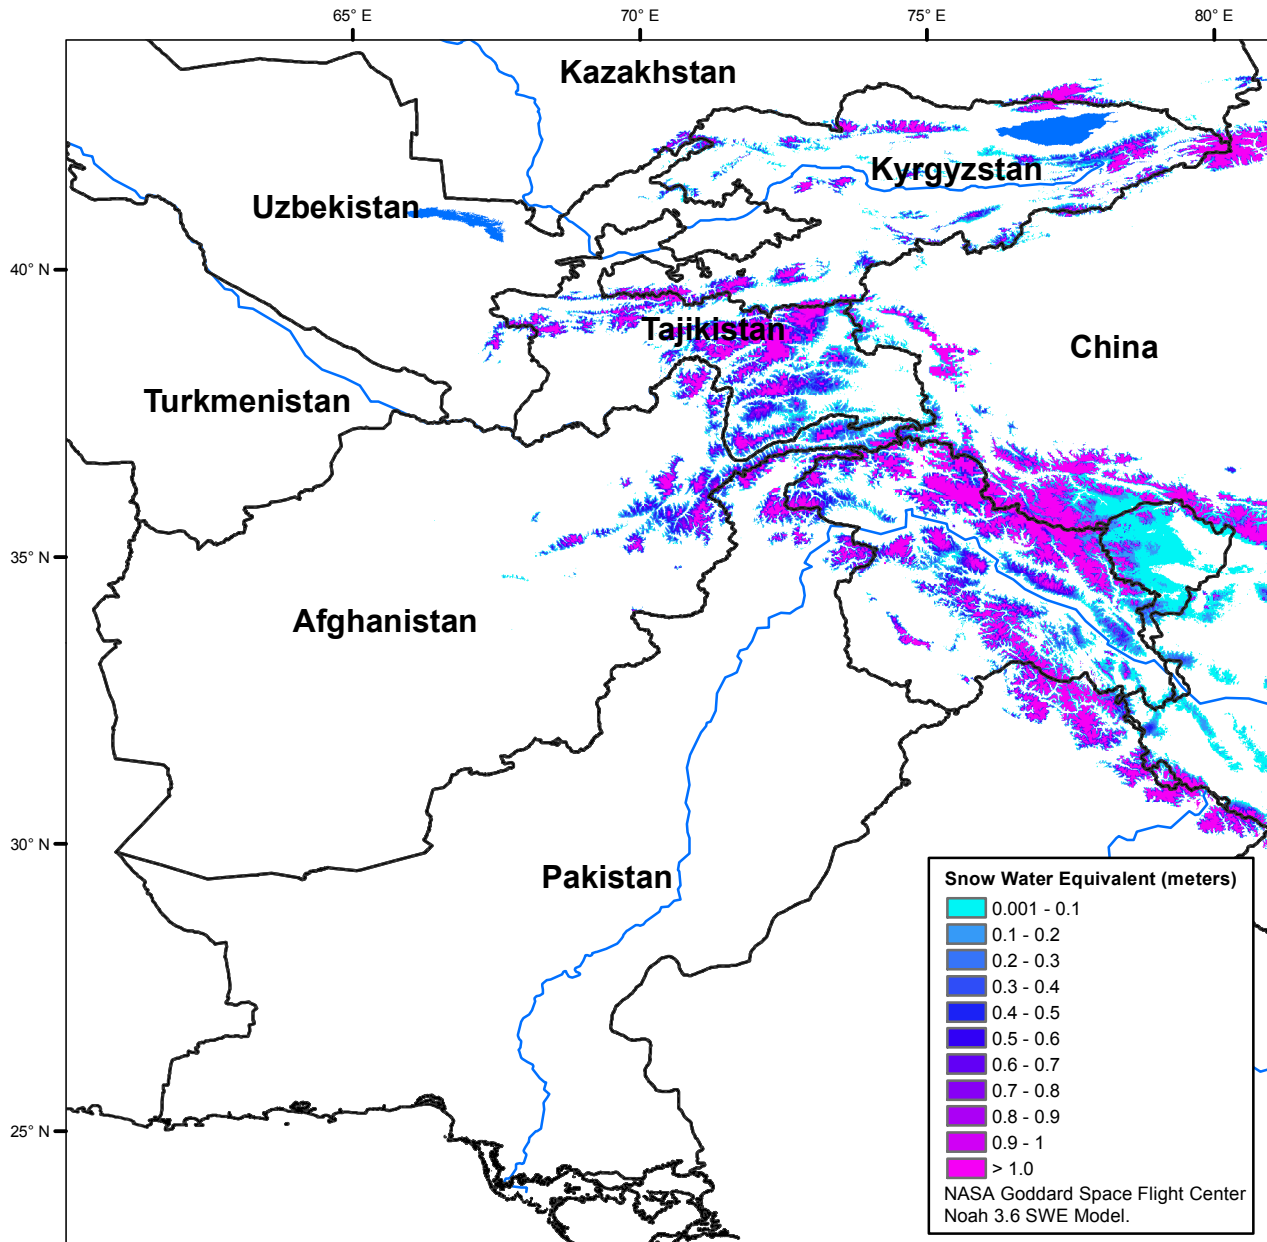 65° E
70° E
75° E
80° E
Kazakhstan
Kyrgyzstan
Uzbekistan
40° N
Tajikistan
China
Turkmenistan
35° N
Afghanistan
30° N
Pakistan
25° N
Snow Water Equivalent (meters)
0.001 - 0.1
0.1 - 0.2
0.2 - 0.3
0.3 - 0.4
0.4 - 0.5
0.5 - 0.6
0.6 - 0.7
0.7 - 0.8
0.8 - 0.9
0.9 - 1
> 1.0
NASA Goddard Space Flight Center
Noah 3.6 SWE Model.